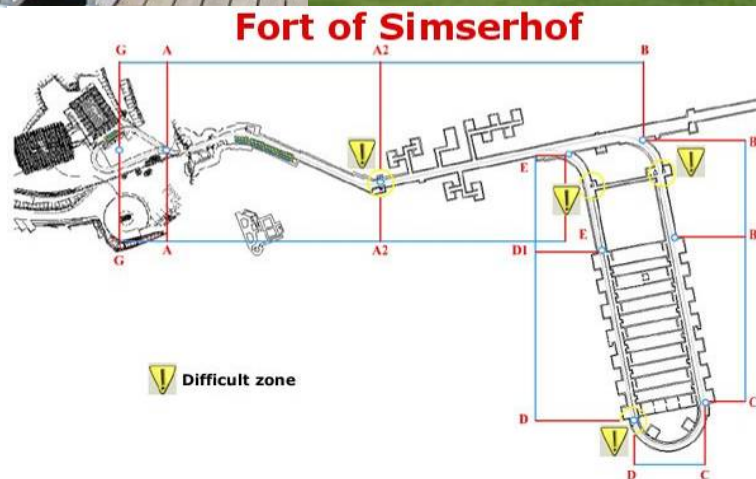 Fort of Simserhof
G A A2 B
B
E
E
D1
B
G A A2
Difficult zone
C
D
D C